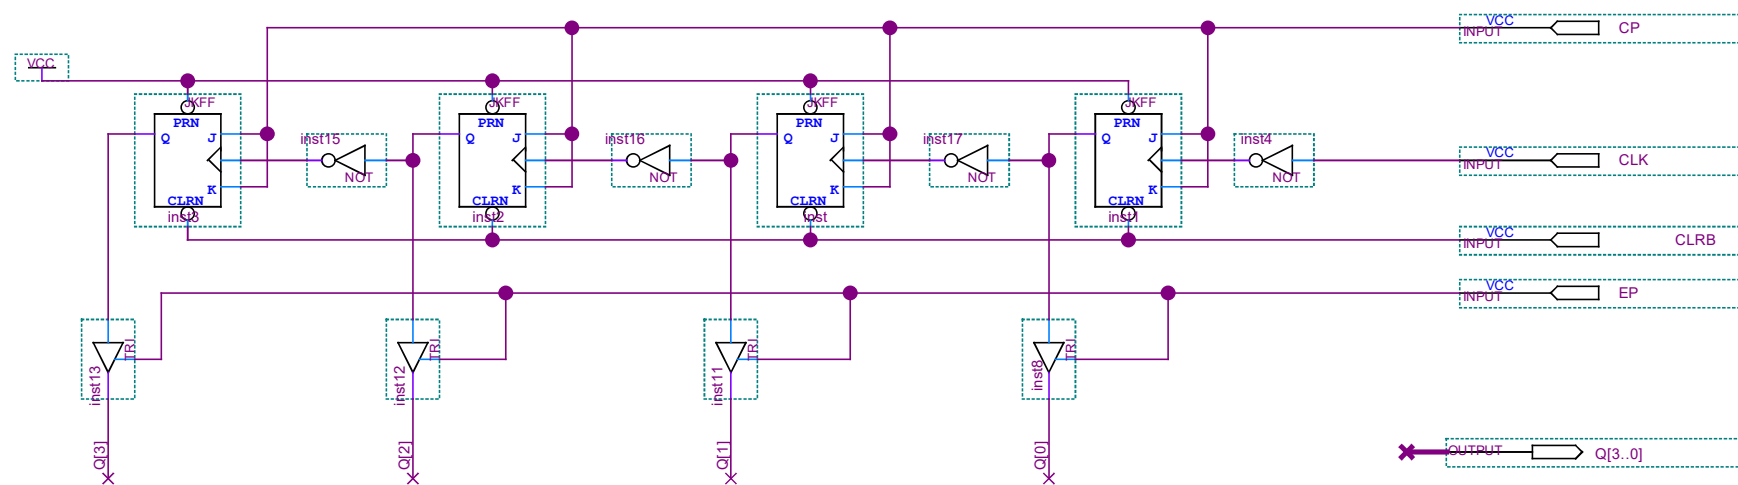 VCC
INPUT
CP
VCC
JKFF
JKFF
JKFF
JKFF
PRN
PRN
PRN
PRN
Q
J
inst15
Q
J
inst16
Q
J
inst17
Q
J
inst4
VCC
INPUT
CLK
K
NOT
K
NOT
K
NOT
K
NOT
CLRN
CLRN
CLRN
CLRN
inst3
inst2
inst
inst1
VCC
INPUT
CLRB
VCC
INPUT
EP
TRI
TRI
TRI
TRI
inst13
inst12
inst11
inst8
Q[3]
Q[2]
Q[1]
Q[0]
OUTPUT
Q[3..0]